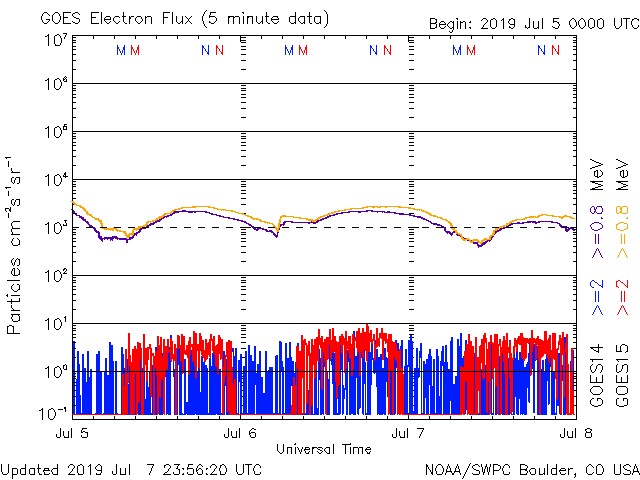 GOES Electron Flux (5 minute data)
Begin: 2019 Jul 5 0000 UTC
M M N N M M N N M M N N
10⁷
10⁶
10⁵
10⁴
10³
10²
10¹
10⁰
10⁻¹
Particles cm⁻²s⁻¹sr⁻¹
Jul 5 Jul 6 Jul 7 Jul 8
Universal Time
GOES14 >=2 >=0.8 MeV
GOES15 >=2 >=0.8 MeV
Updated 2019 Jul 7 23:56:20 UTC
NOAA/SWPC Boulder, CO USA